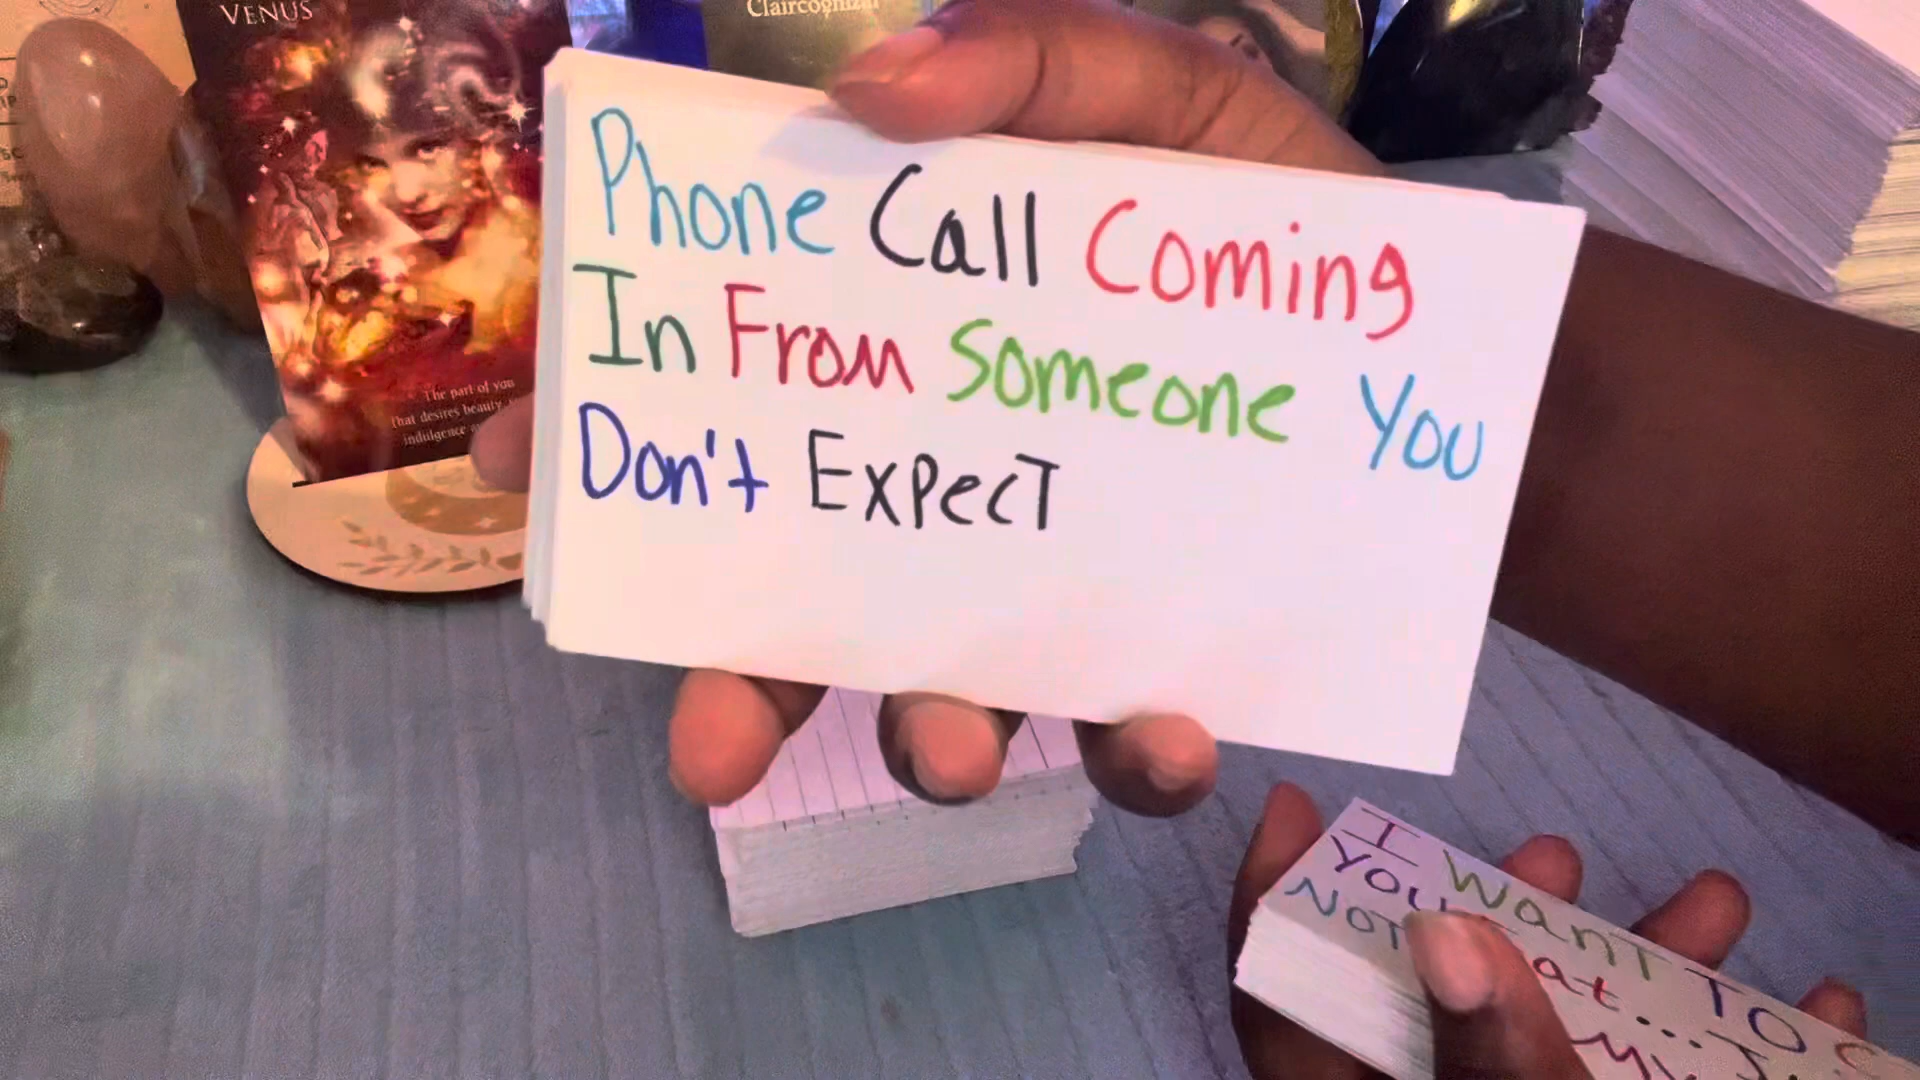 VENUS
The part of you
That desires beauty,
indulgence
Phone Call Coming
In From Someone You
Don't Expect
I Want TO
YOU
NOT